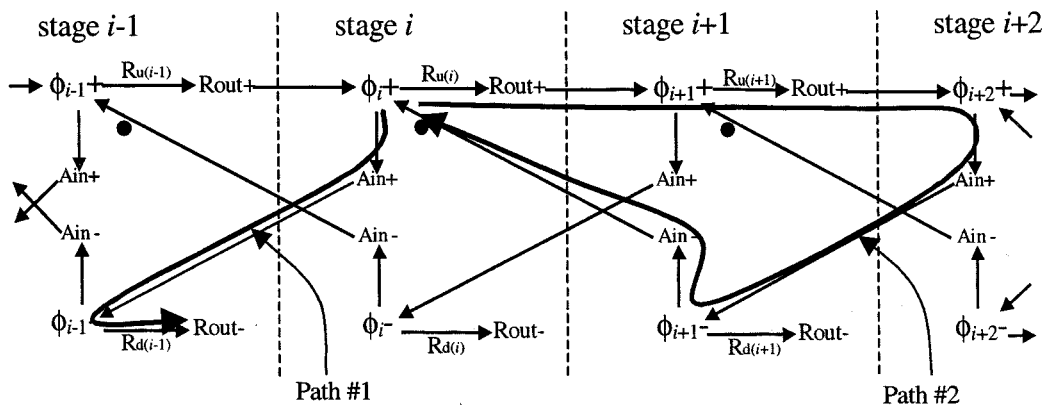 stage i-1 stage i stage i+1 stage i+2
ϕi-1+ Ru(i-1) Rout+ ϕi+ Ru(i) Rout+ ϕi+1+ Ru(i+1) Rout+ ϕi+2+
Ain+ Ain+ Ain+ Ain+
Ain- Ain- Ain- Ain-
ϕi-1 Rd(i-1) Rout- ϕi- Rd(i) Rout- ϕi+1- Rd(i+1) Rout- ϕi+2-
Path #1 Path #2